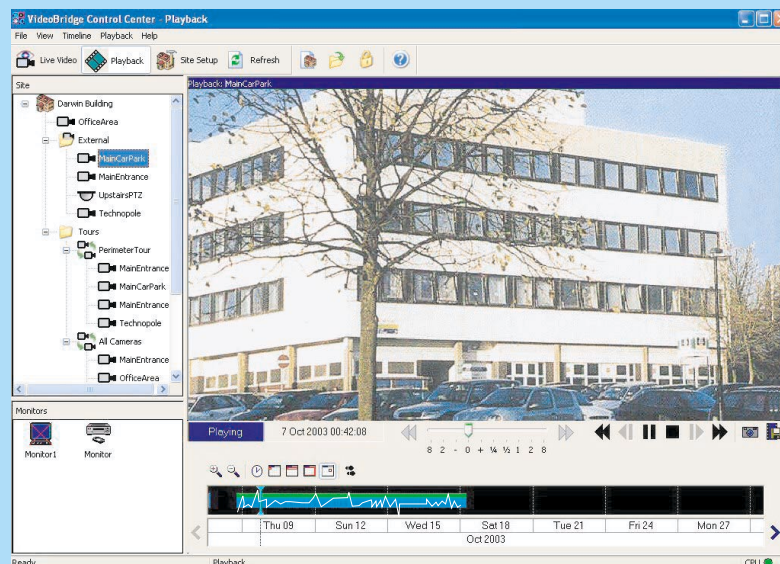 VideoBridge Control Center - Playback
File View Timeline Playback Help
Live Video Playback Site Setup Refresh
Site
Darwin Building
OfficeArea
External
MainCarPark
MainEntrance
UpstairsPTZ
Technopole
Tours
PerimeterTour
MainEntrance
MainCarPark
MainEntrance
Technopole
All Cameras
MainEntrance
OfficeArea
Monitors
Monitor1 Monitor
Playback: MainCarPark
Playing 7 Oct 2003 00:42:08
8 2 - 0 + ¼ ½ 1 2 8
Thu 09 Sun 12 Wed 15 Sat 18 Tue 21 Fri 24 Mon 27
Oct 2003
Ready Playback CPU